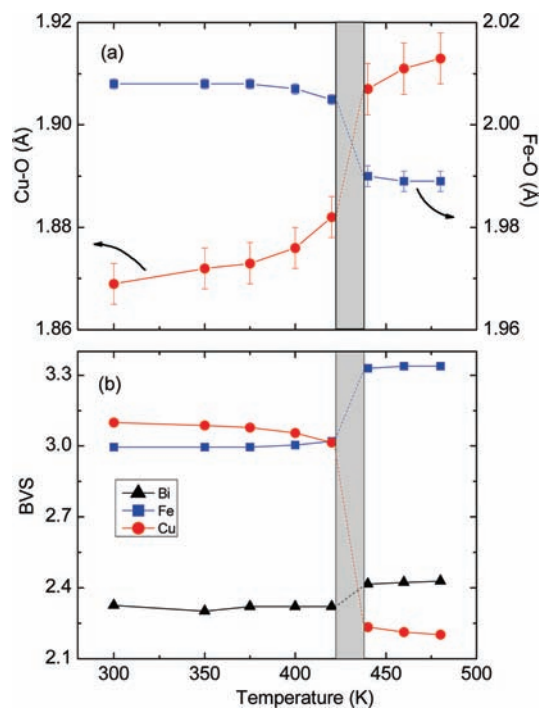 (a)
1.92
1.90
1.88
1.86
Cu-O (Å)
2.02
2.00
1.98
1.96
Fe-O (Å)
(b)
3.3
3.0
2.7
2.4
2.1
BVS
Bi
Fe
Cu
300 350 400 450 500
Temperature (K)